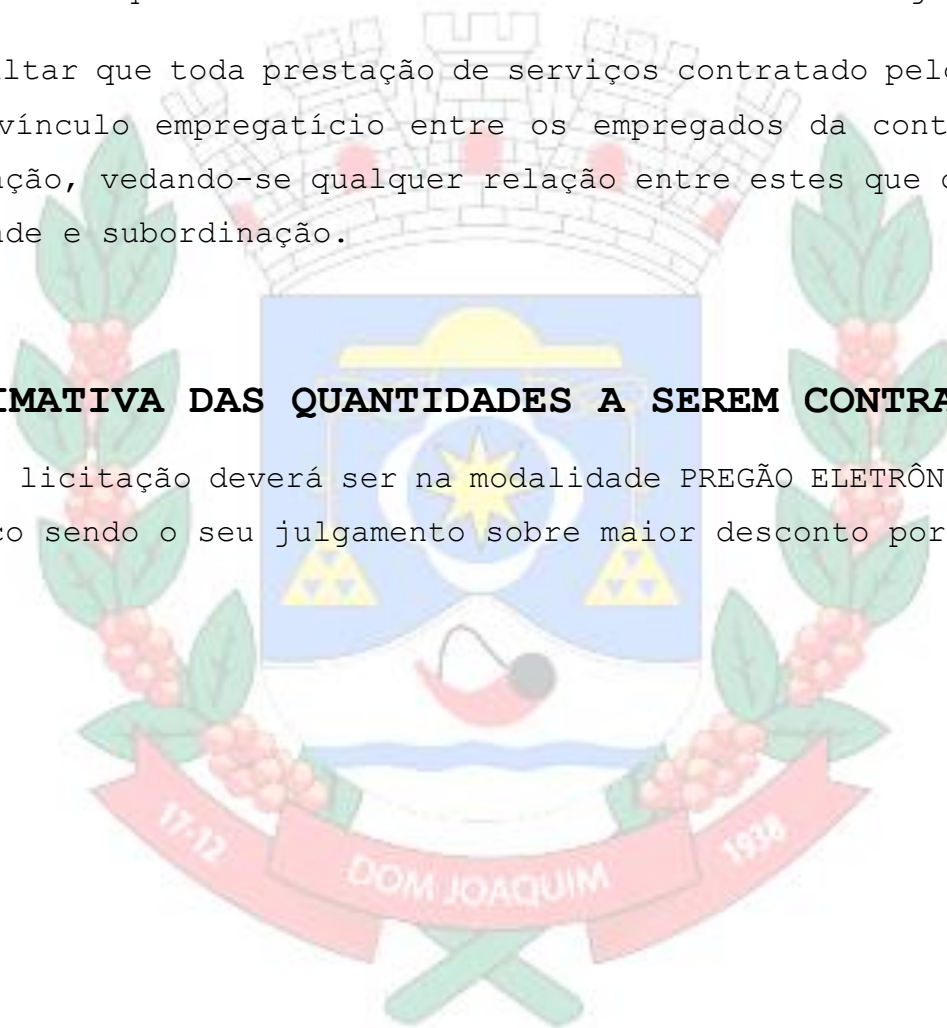 ltar que toda prestação de serviços contratado pelo
vínculo empregatício entre os empregados da cont
ação, vedando-se qualquer relação entre estes que
de e subordinação.
IMATIVA DAS QUANTIDADES A SEREM CONTRA
licitação deverá ser na modalidade PREGÃO ELETRÔN
co sendo o seu julgamento sobre maior desconto por
17-12
DOM JOAQUIM
1938